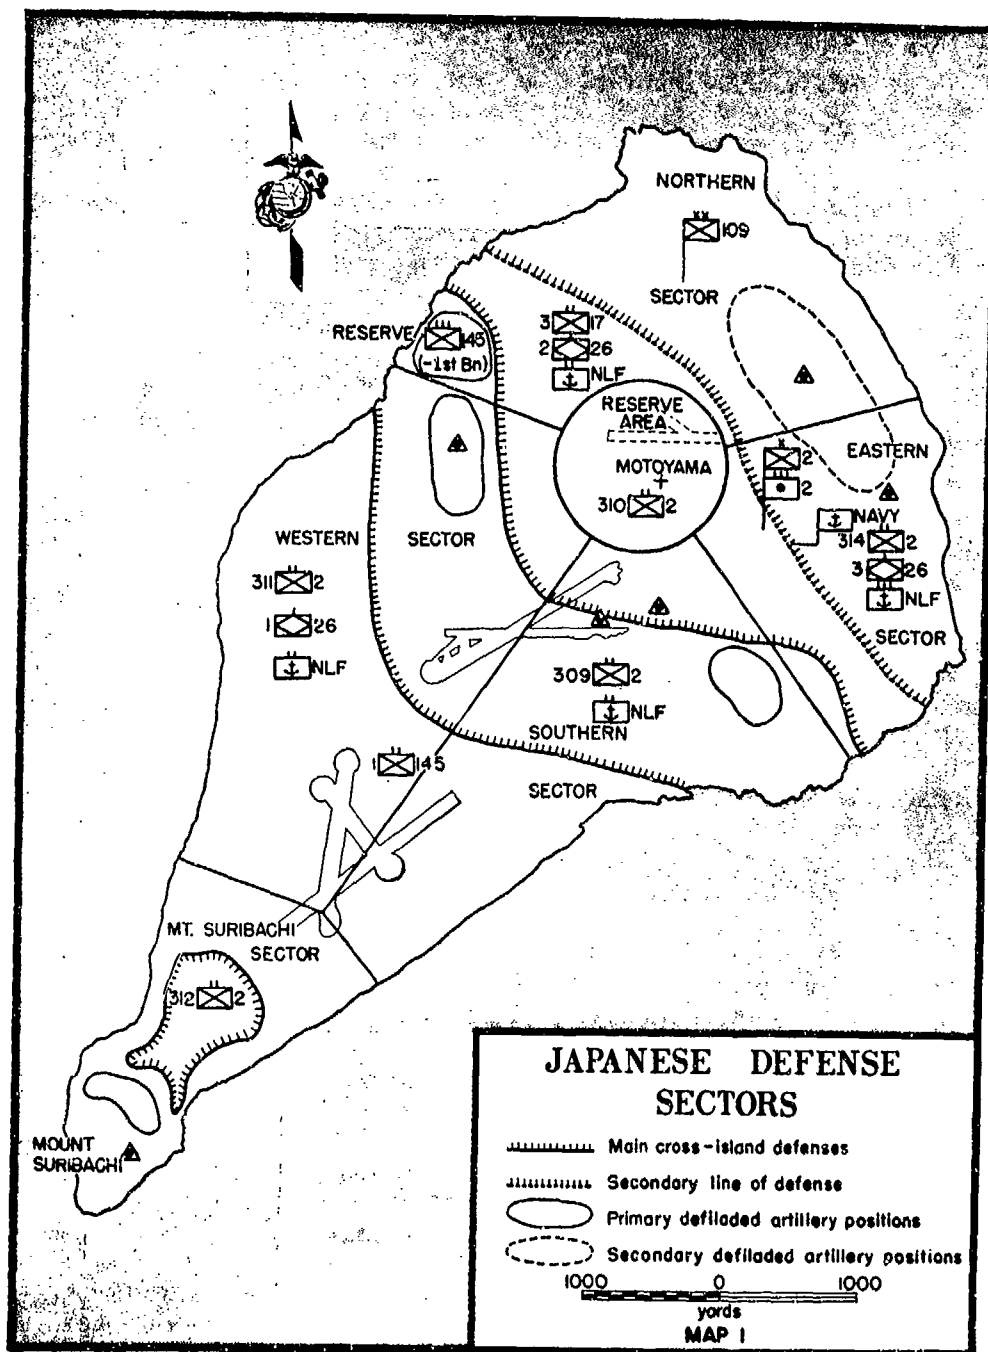 NORTHERN
XX
109
SECTOR
RESERVE
145
(-1st Bn)
3 17
2 26
NLF
RESERVE
AREA
MOTOYAMA
310 2
EASTERN
X
2
2
NAVY
314 2
3 26
NLF
SECTOR
WESTERN
SECTOR
311 2
1 26
NLF
309 2
NLF
SOUTHERN
SECTOR
1 145
MT. SURIBACHI
SECTOR
312 2
MOUNT
SURIBACHI
JAPANESE DEFENSE
SECTORS
Main cross-island defenses
Secondary line of defense
Primary defiladed artillery positions
Secondary defiladed artillery positions
1000 0 1000
yards
MAP I